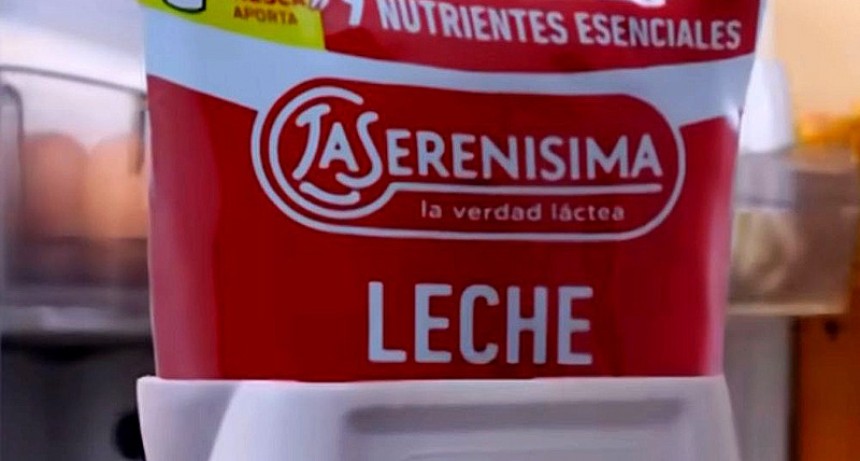 APORTA
NUTRIENTES ESENCIALES
LA SERENISIMA
la verdad láctea
LECHE